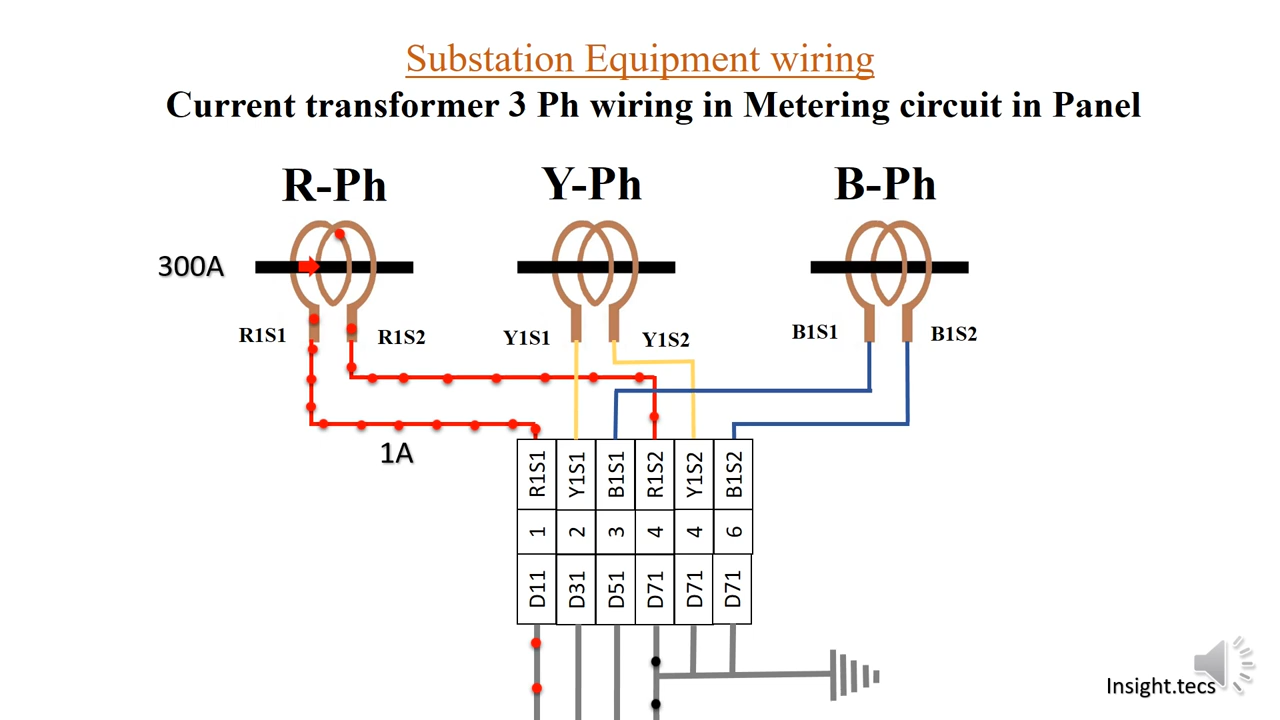 Substation Equipment wiring
Current transformer 3 Ph wiring in Metering circuit in Panel
R-Ph
Y-Ph
B-Ph
300A
R1S1
R1S2
Y1S1
Y1S2
B1S1
B1S2
1A
R1S1
Y1S1
B1S1
R1S2
Y1S2
B1S2
1
2
3
4
4
6
D11
D31
D51
D71
D71
D71
Insight.tecs